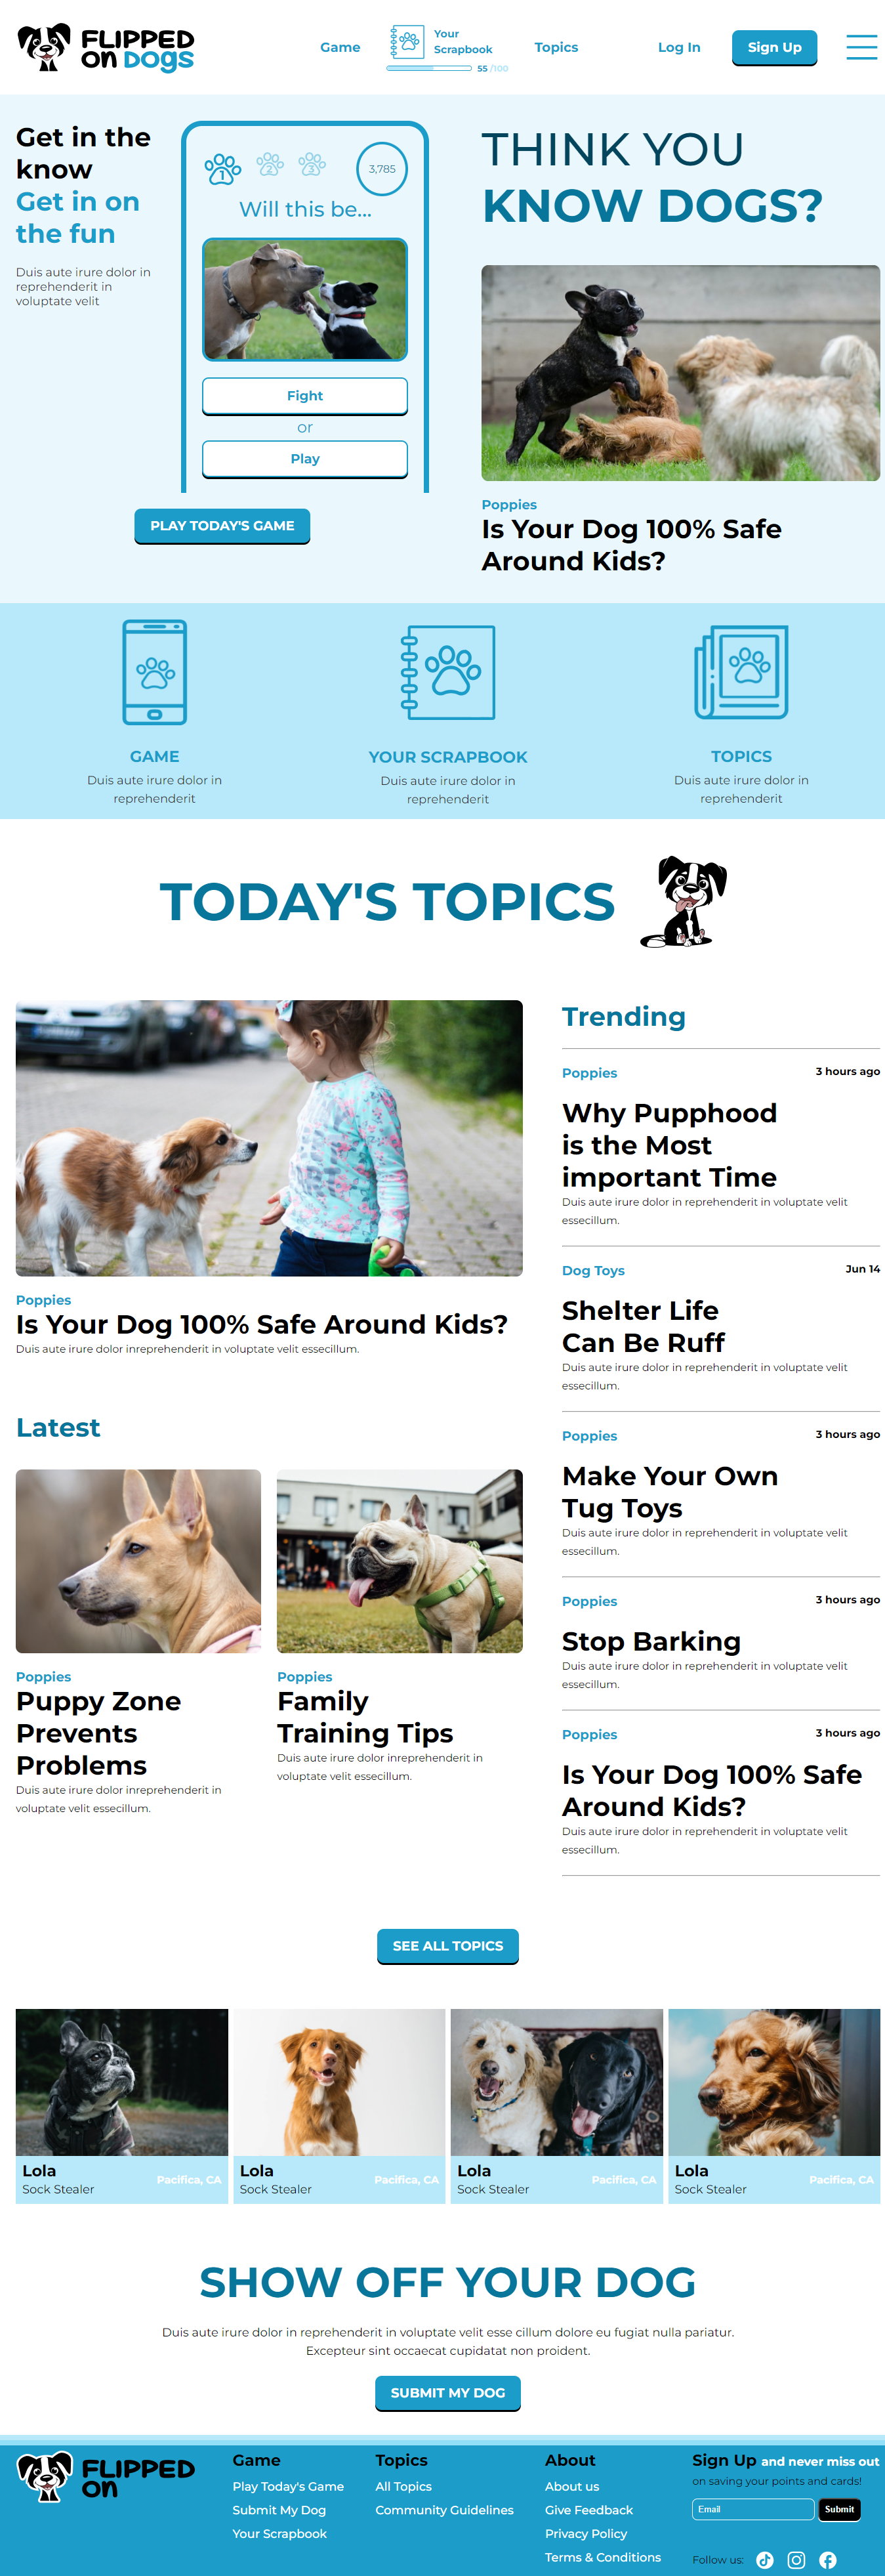 FLIPPED
on Dogs
Game
Your
Scrapbook
55 /100
Topics
Log In
Sign Up
Get in the
know
Get in on
the fun
Duis aute irure dolor in
reprehenderit in
voluptate velit
1
2
3
3,785
Will this be...
Fight
or
Play
PLAY TODAY'S GAME
THINK YOU
KNOW DOGS?
Poppies
Is Your Dog 100% Safe
Around Kids?
GAME
Duis aute irure dolor in
reprehenderit
YOUR SCRAPBOOK
Duis aute irure dolor in
reprehenderit
TOPICS
Duis aute irure dolor in
reprehenderit
TODAY'S TOPICS
Poppies
Is Your Dog 100% Safe Around Kids?
Duis aute irure dolor inreprehenderit in voluptate velit essecillum.
Latest
Poppies
Puppy Zone
Prevents
Problems
Duis aute irure dolor inreprehenderit in
voluptate velit essecillum.
Poppies
Family
Training Tips
Duis aute irure dolor inreprehenderit in
voluptate velit essecillum.
Trending
Poppies 3 hours ago
Why Pupphood
is the Most
important Time
Duis aute irure dolor in reprehenderit in voluptate velit
essecillum.
Dog Toys Jun 14
Shelter Life
Can Be Ruff
Duis aute irure dolor in reprehenderit in voluptate velit
essecillum.
Poppies 3 hours ago
Make Your Own
Tug Toys
Duis aute irure dolor in reprehenderit in voluptate velit
essecillum.
Poppies 3 hours ago
Stop Barking
Duis aute irure dolor in reprehenderit in voluptate velit
essecillum.
Poppies 3 hours ago
Is Your Dog 100% Safe
Around Kids?
Duis aute irure dolor in reprehenderit in voluptate velit
essecillum.
SEE ALL TOPICS
Lola
Sock Stealer
Pacifica, CA
Lola
Sock Stealer
Pacifica, CA
Lola
Sock Stealer
Pacifica, CA
Lola
Sock Stealer
Pacifica, CA
SHOW OFF YOUR DOG
Duis aute irure dolor in reprehenderit in voluptate velit esse cillum dolore eu fugiat nulla pariatur.
Excepteur sint occaecat cupidatat non proident.
SUBMIT MY DOG
FLIPPED
on
Game
Play Today's Game
Submit My Dog
Your Scrapbook
Topics
All Topics
Community Guidelines
About
About us
Give Feedback
Privacy Policy
Terms & Conditions
Sign Up and never miss out
on saving your points and cards!
Email
Submit
Follow us: